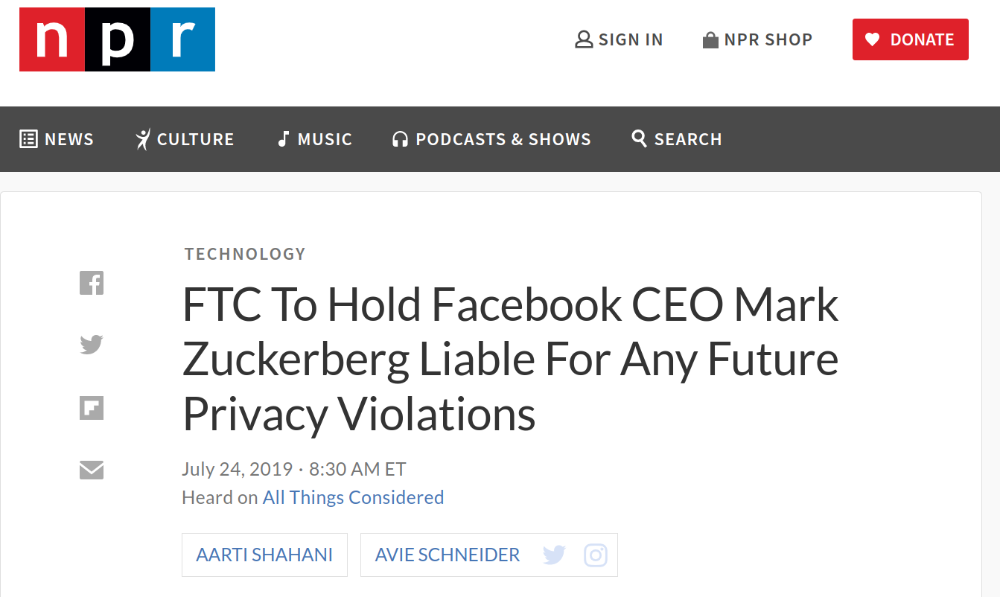 npr
SIGN IN
NPR SHOP
DONATE
NEWS
CULTURE
MUSIC
PODCASTS & SHOWS
SEARCH
TECHNOLOGY
FTC To Hold Facebook CEO Mark
Zuckerberg Liable For Any Future
Privacy Violations
July 24, 2019 · 8:30 AM ET
Heard on All Things Considered
AARTI SHAHANI
AVIE SCHNEIDER